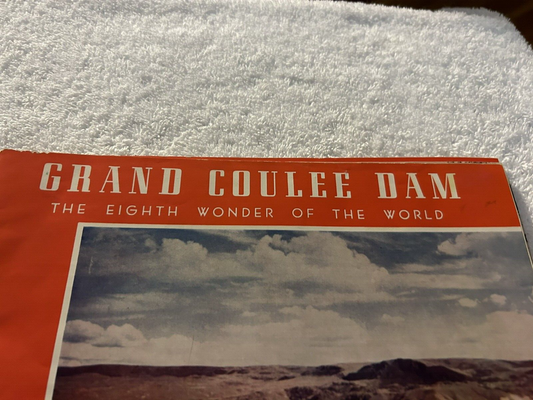 GRAND COULEE DAM
THE EIGHTH WONDER OF THE WORLD